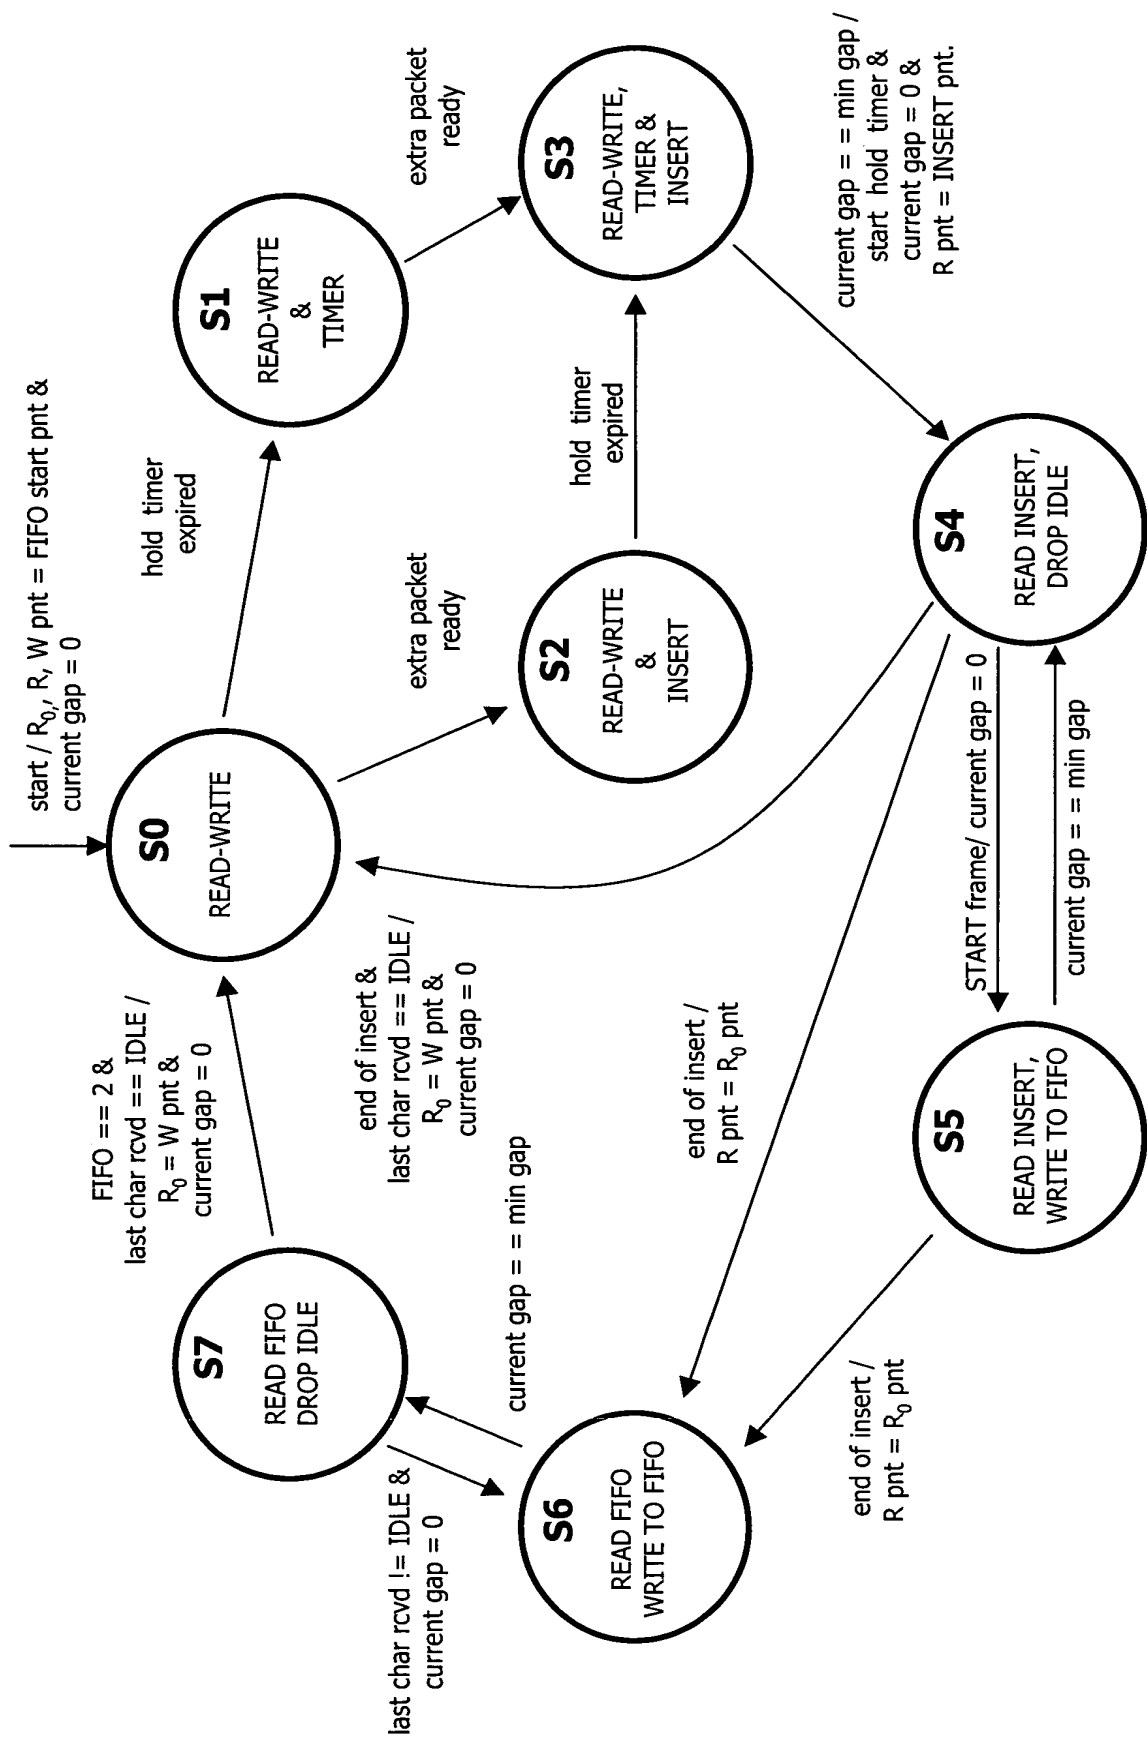 start / R₀,, R, W pnt = FIFO start pnt &
current gap = 0
S0
READ-WRITE
hold timer
expired
S1
READ-WRITE
&
TIMER
extra packet
ready
S2
READ-WRITE
&
INSERT
hold timer
expired
extra packet
ready
S3
READ-WRITE,
TIMER &
INSERT
current gap = = min gap /
start hold timer &
current gap = 0 &
R pnt = INSERT pnt.
S4
READ INSERT,
DROP IDLE
START frame/ current gap = 0
current gap = = min gap
S5
READ INSERT,
WRITE TO FIFO
end of insert /
R pnt = R₀ pnt
end of insert /
R pnt = R₀ pnt
end of insert &
last char rcvd == IDLE /
R₀ = W pnt &
current gap = 0
S6
READ FIFO
WRITE TO FIFO
current gap = = min gap
last char rcvd != IDLE &
current gap = 0
S7
READ FIFO
DROP IDLE
FIFO == 2 &
last char rcvd == IDLE /
R₀ = W pnt &
current gap = 0